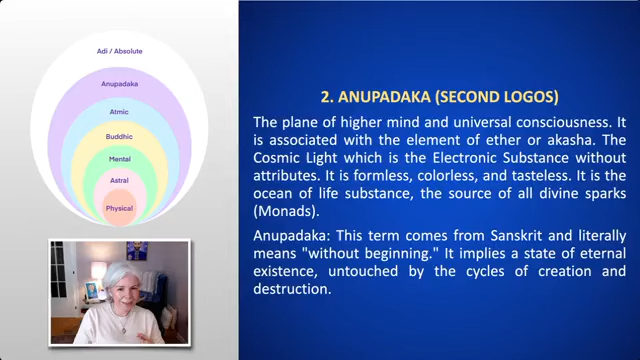 Adi / Absolute
Anupadaka
Atmic
Buddhic
Mental
Astral
Physical
2. ANUPADAKA (SECOND LOGOS)
The plane of higher mind and universal consciousness. It
is associated with the element of ether or akasha. The
Cosmic Light which is the Electronic Substance without
attributes. It is formless, colorless, and tasteless. It is the
ocean of life substance, the source of all divine sparks
(Monads).
Anupadaka: This term comes from Sanskrit and literally
means "without beginning." It implies a state of eternal
existence, untouched by the cycles of creation and
destruction.